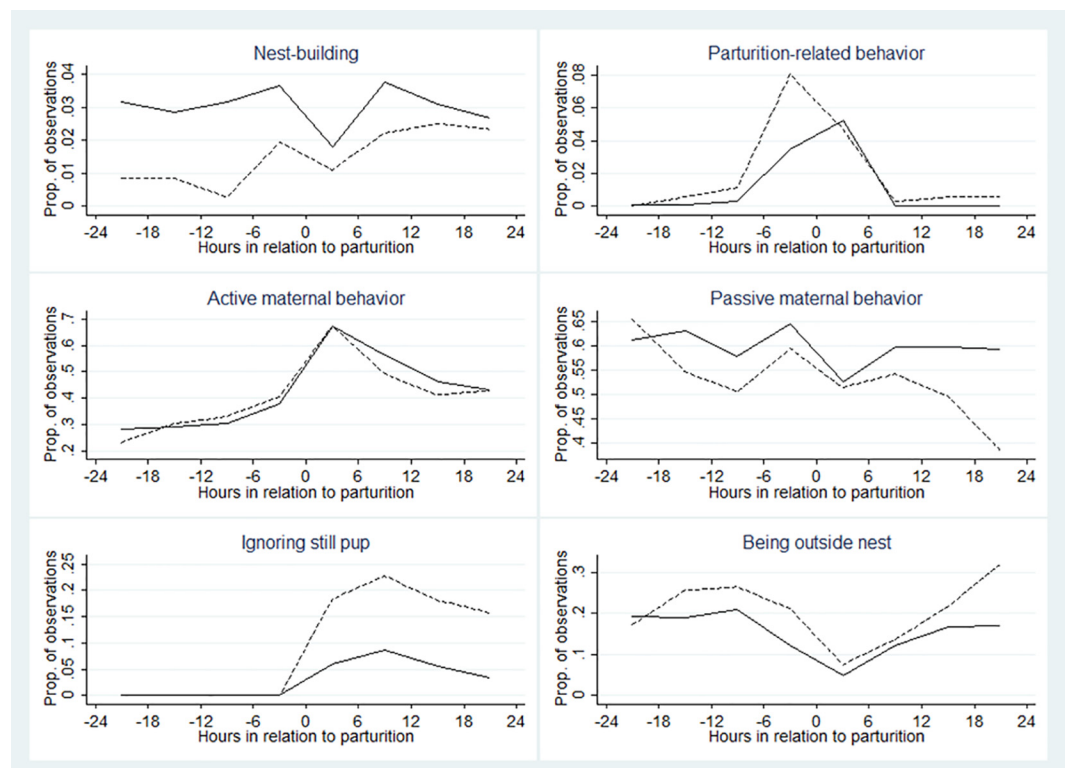 Nest-building
Prop. of observations
0 .01 .02 .03 .04
-24 -18 -12 -6 0 6 12 18 24
Hours in relation to parturition
Parturition-related behavior
Prop. of observations
0 .02 .04 .06 .08
-24 -18 -12 -6 0 6 12 18 24
Hours in relation to parturition
Active maternal behavior
Prop. of observations
.2 .3 .4 .5 .6 .7
-24 -18 -12 -6 0 6 12 18 24
Hours in relation to parturition
Passive maternal behavior
Prop. of observations
.4 .45 .5 .55 .6 .65
-24 -18 -12 -6 0 6 12 18 24
Hours in relation to parturition
Ignoring still pup
Prop. of observations
0 .05 .1 .15 .2 .25
-24 -18 -12 -6 0 6 12 18 24
Hours in relation to parturition
Being outside nest
Prop. of observations
0 .1 .2 .3
-24 -18 -12 -6 0 6 12 18 24
Hours in relation to parturition